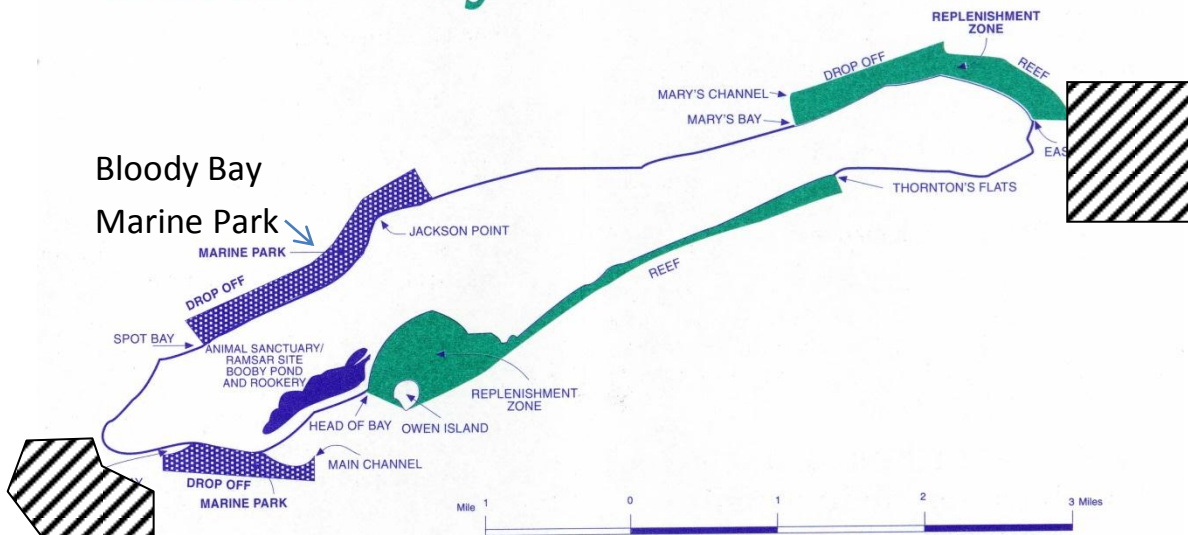 REPLENISHMENT
ZONE
DROP OFF
REEF
MARY'S CHANNEL
MARY'S BAY
THORNTON'S FLATS
Bloody Bay
Marine Park
MARINE PARK
JACKSON POINT
DROP OFF
REEF
SPOT BAY
ANIMAL SANCTUARY/
RAMSAR SITE
BOOBY POND
AND ROOKERY
REPLENISHMENT
ZONE
HEAD OF BAY
OWEN ISLAND
MAIN CHANNEL
DROP OFF
MARINE PARK
Mile 1 0 1 2 3 Miles